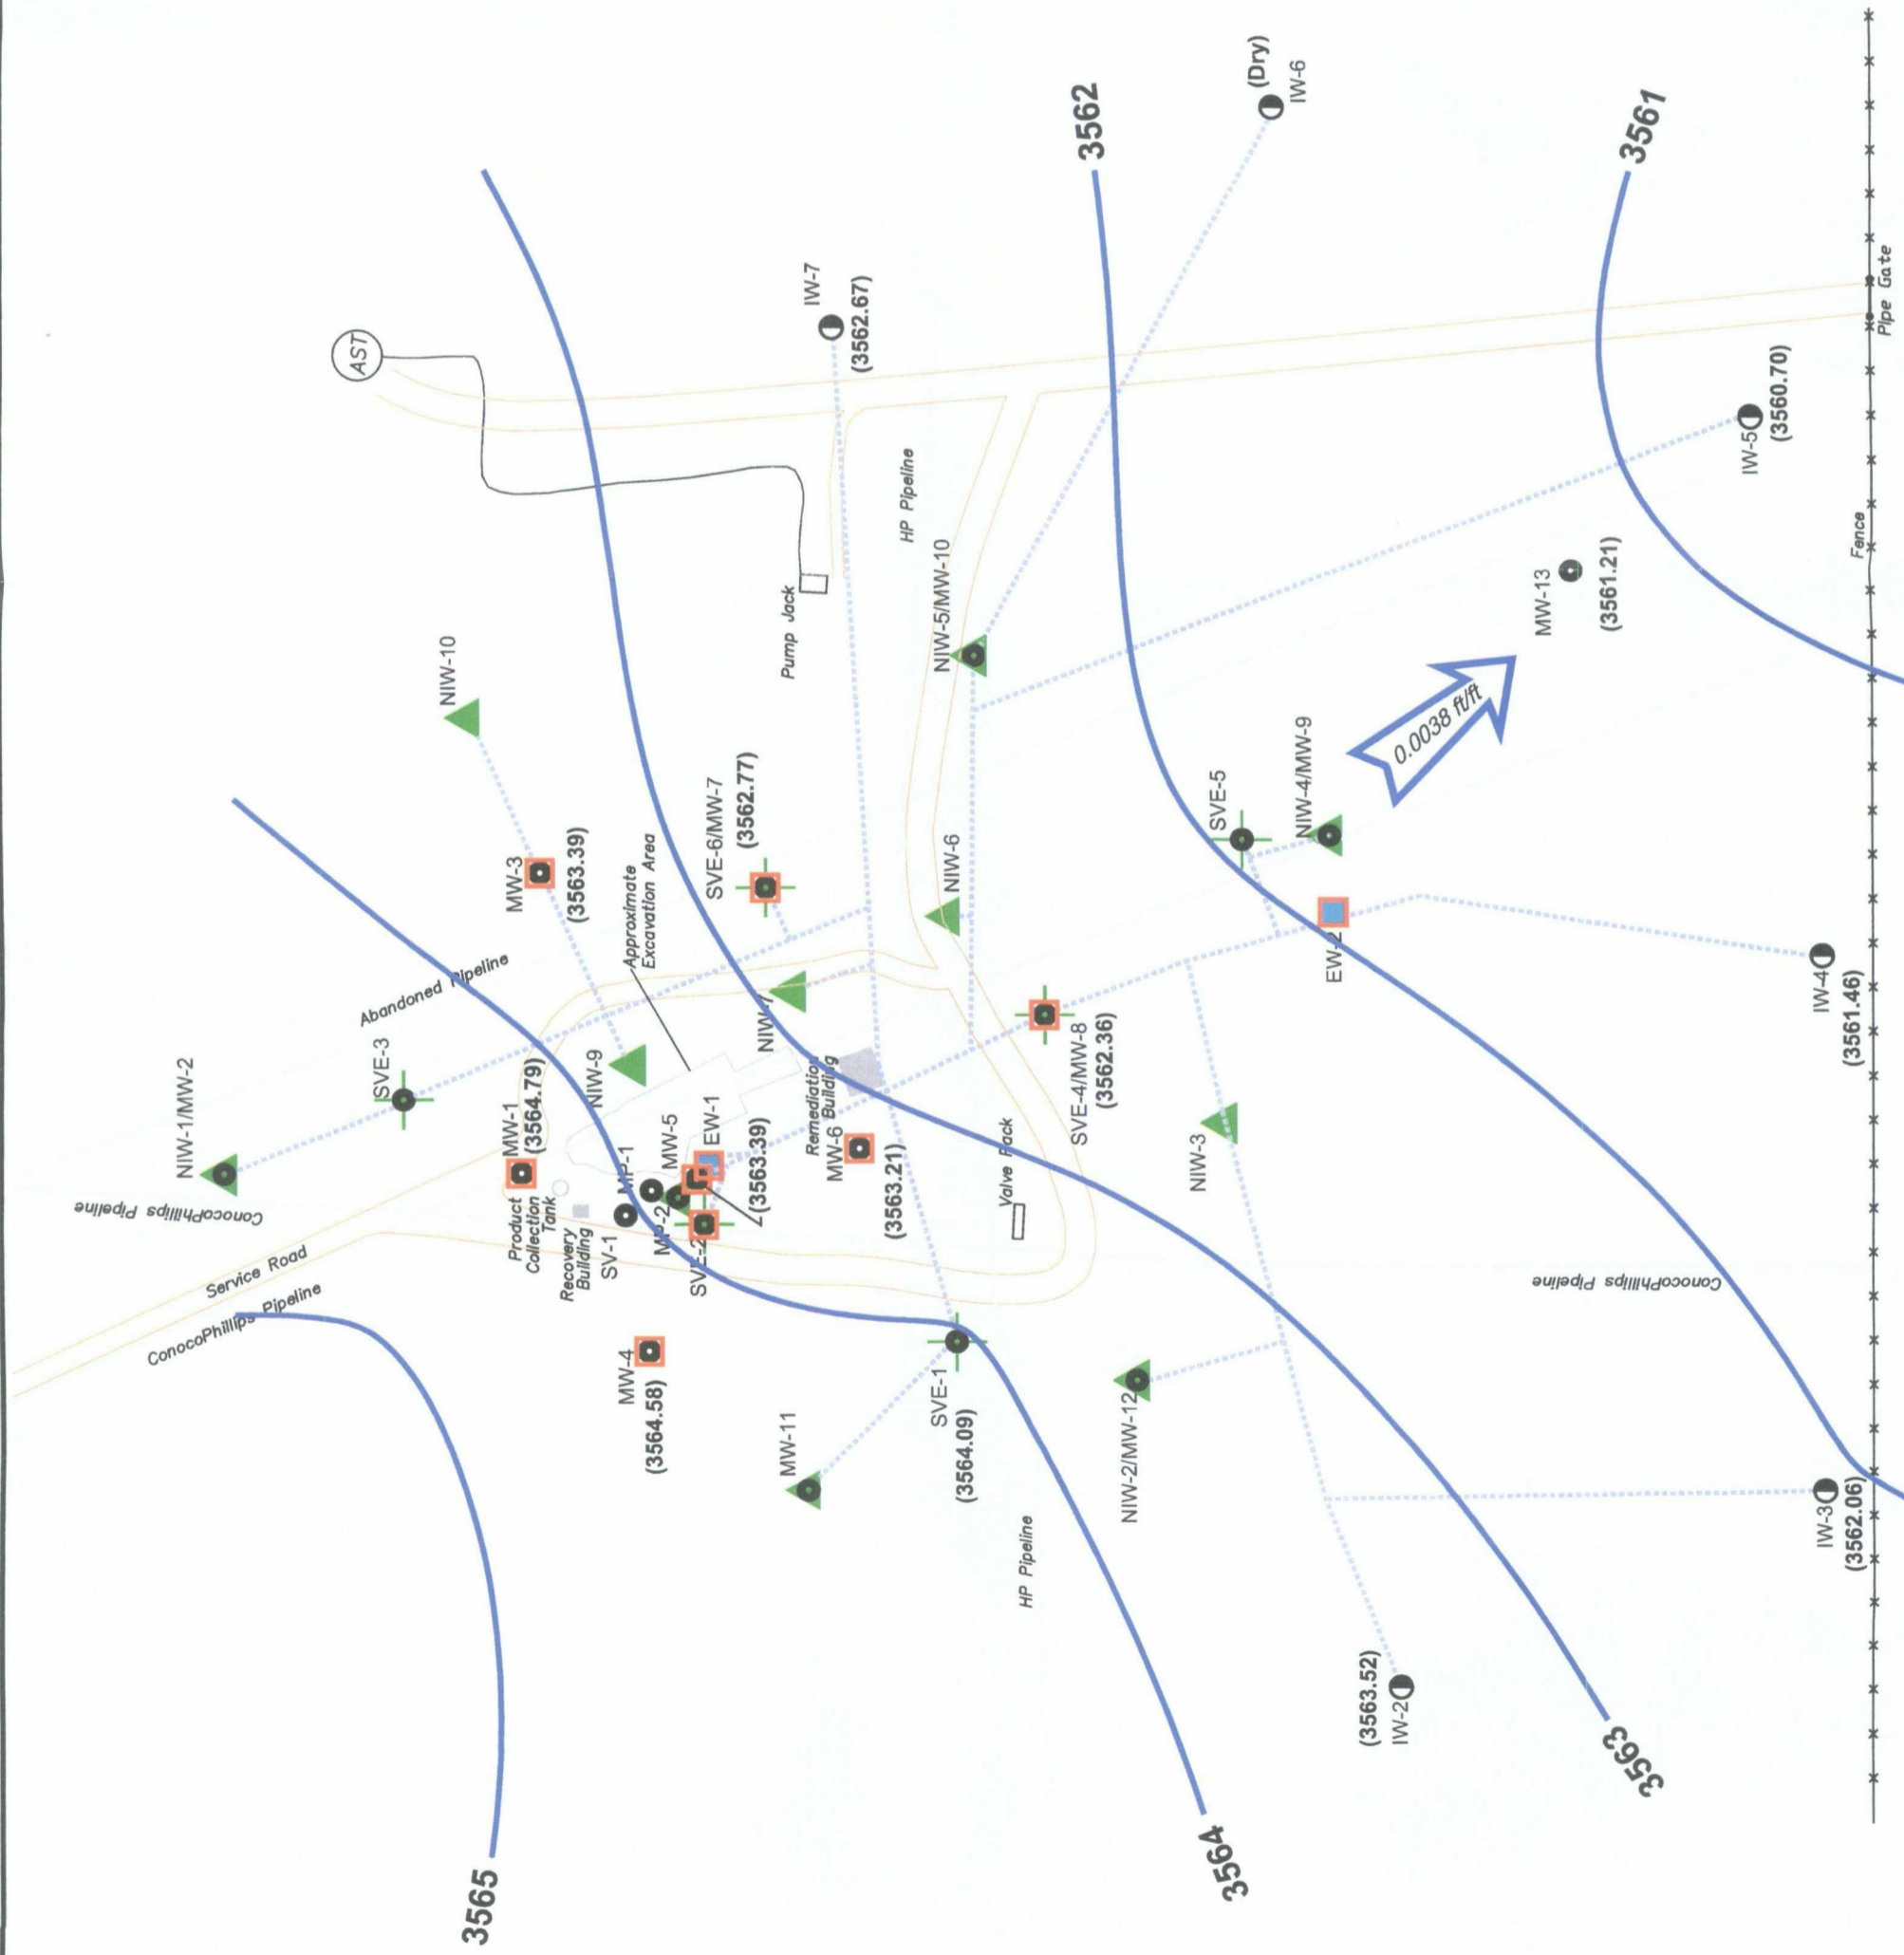 3565
3564
3563
3562
3561
ConocoPhillips Pipeline
Service Road
ConocoPhillips Pipeline
NIW-1/MW-2
SVE-3
Abandoned Pipeline
NIW-10
AST
MW-3
(3563.39)
MW-1
(3564.79)
Product
Collection
Tank
Recovery
Building
NIW-9
Approximate
Excavation Area
SV-1
MP-1
MP-2
MW-5
EW-1
(3563.39)
SVE-2
MW-4
(3564.58)
SVE-6/MW-7
(3562.77)
NIW-7
Pump Jack
IW-7
(3562.67)
MW-11
Remediation
Building
MW-6
(3563.21)
HP Pipeline
NIW-5/MW-10
NIW-6
SVE-1
(3564.09)
Valve Rack
SVE-4/MW-8
(3562.36)
HP Pipeline
NIW-2/MW-12
NIW-3
SVE-5
NIW-4/MW-9
EW-2
(Dry)
IW-6
0.0038 ft/ft
(3563.52)
IW-2
MW-13
(3561.21)
ConocoPhillips Pipeline
IW-5
(3560.70)
IW-4
(3561.46)
IW-3
(3562.06)
Fence
Pipe Gate